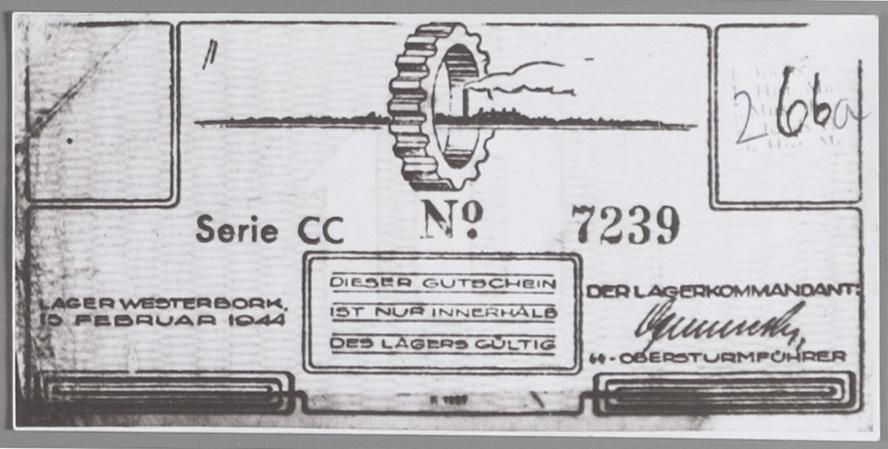 266a
Serie CC Nº 7239
LAGER WESTERBORK,
15 FEBRUAR 1944
DIESER GUTSCHEIN
IST NUR INNERHALB
DES LAGERS GÜLTIG
DER LAGERKOMMANDANT:
SS-OBERSTURMFÜHRER